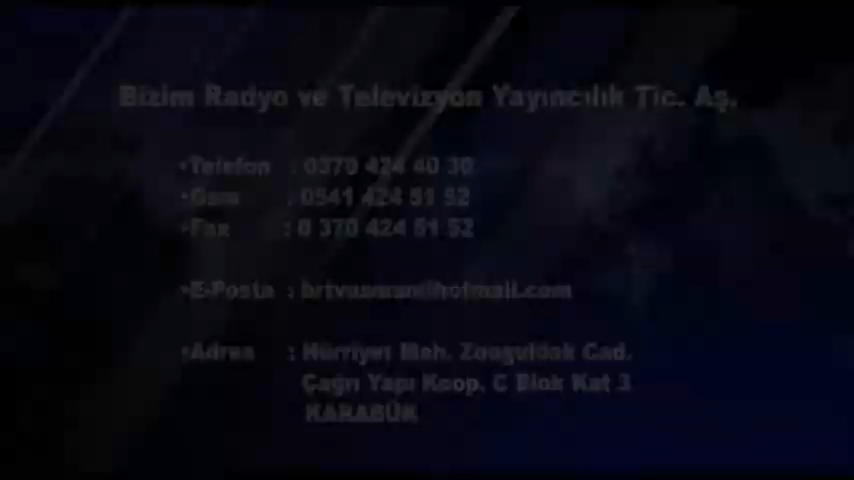 Bizim Radyo ve Televizyon Yayıncılık Tic. Aş.
•Telefon : 0370 424 40 30
•Gsm : 0541 424 51 52
•Fax : 0 370 424 51 52
•E-Posta :
•Adres : Hürriyet Mah. Zonguldak Cad.
Çağrı Yapı Koop. C Blok Kat 3
KARABÜK